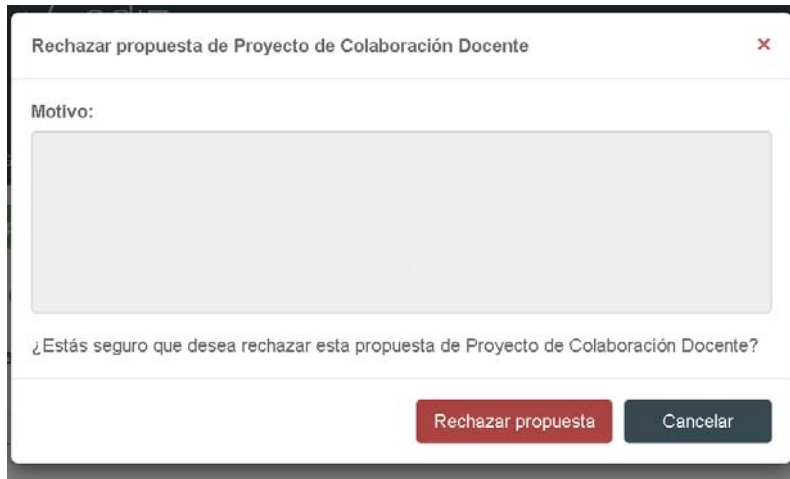 Rechazar propuesta de Proyecto de Colaboración Docente
Motivo:
¿Estás seguro que desea rechazar esta propuesta de Proyecto de Colaboración Docente?
Rechazar propuesta
Cancelar